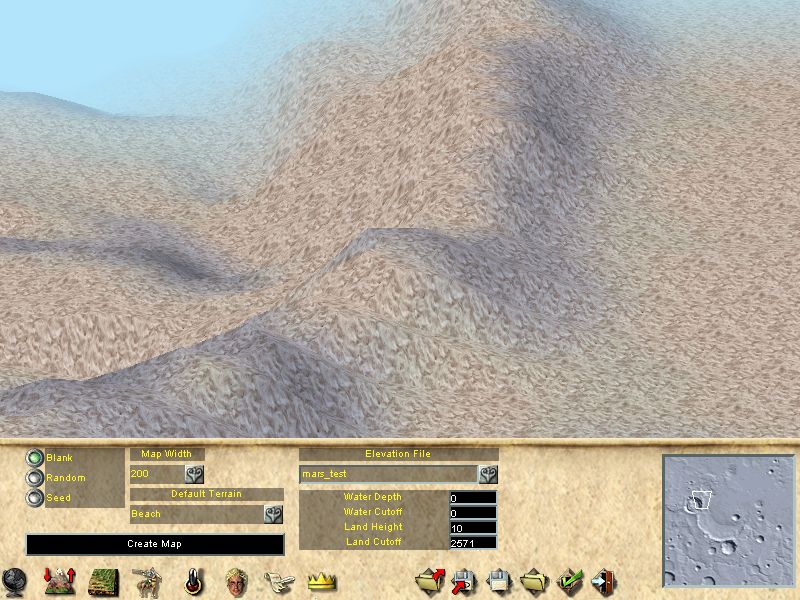 Blank
Random
Seed
Map Width
200
Default Terrain
Beach
Create Map
Elevation File
mars_test
Water Depth 0
Water Cutoff 0
Land Height 10
Land Cutoff 2571